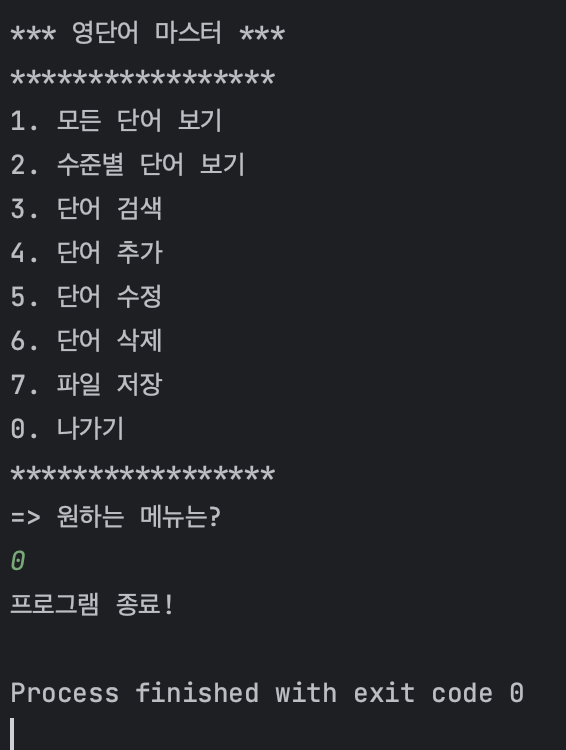 *** 영단어 마스터 ***
*****************
1. 모든 단어 보기
2. 수준별 단어 보기
3. 단어 검색
4. 단어 추가
5. 단어 수정
6. 단어 삭제
7. 파일 저장
0. 나가기
*****************
=> 원하는 메뉴는?
0
프로그램 종료!
Process finished with exit code 0